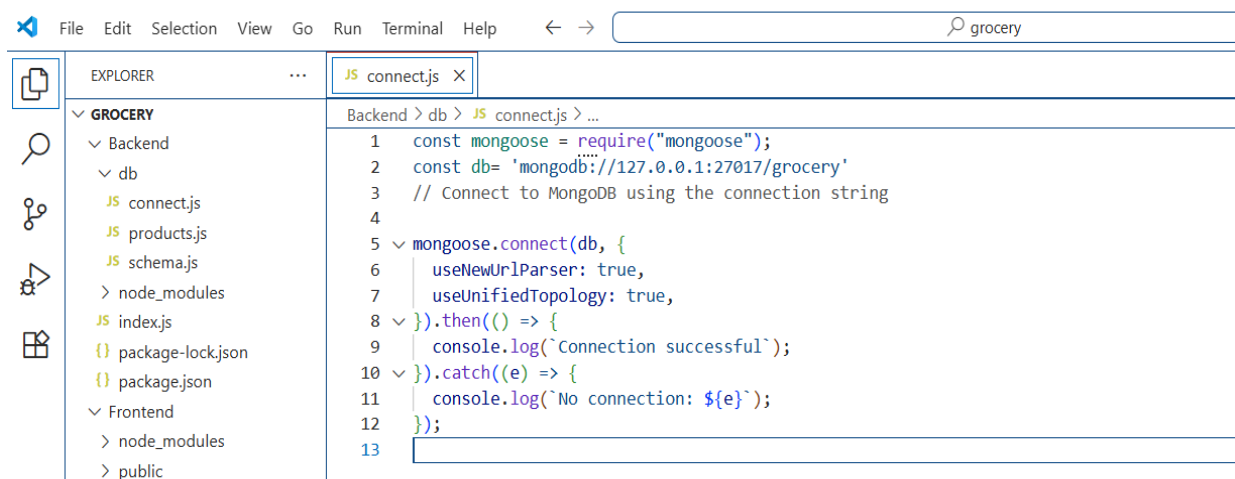 File Edit Selection View Go Run Terminal Help ← → grocery
EXPLORER ...
GROCERY
Backend
db
JS connect.js
JS products.js
JS schema.js
node_modules
JS index.js
{} package-lock.json
{} package.json
Frontend
node_modules
public
JS connect.js X
Backend > db > JS connect.js > ...
1 const mongoose = require("mongoose");
2 const db= 'mongodb://127.0.0.1:27017/grocery'
3 // Connect to MongoDB using the connection string
4
5 mongoose.connect(db, {
6 useNewUrlParser: true,
7 useUnifiedTopology: true,
8 }).then(() => {
9 console.log(`Connection successful`);
10 }).catch((e) => {
11 console.log(`No connection: ${e}`);
12 });
13